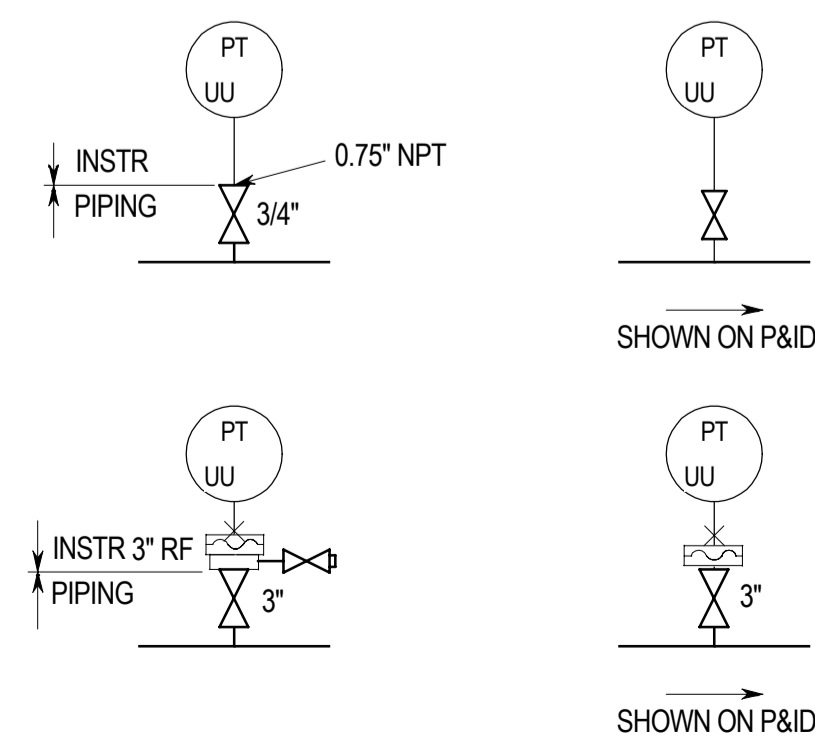 PT
UU
INSTR
PIPING
0.75" NPT
3/4"
PT
UU
SHOWN ON P&ID
PT
UU
INSTR 3" RF
PIPING
3"
PT
UU
3"
SHOWN ON P&ID